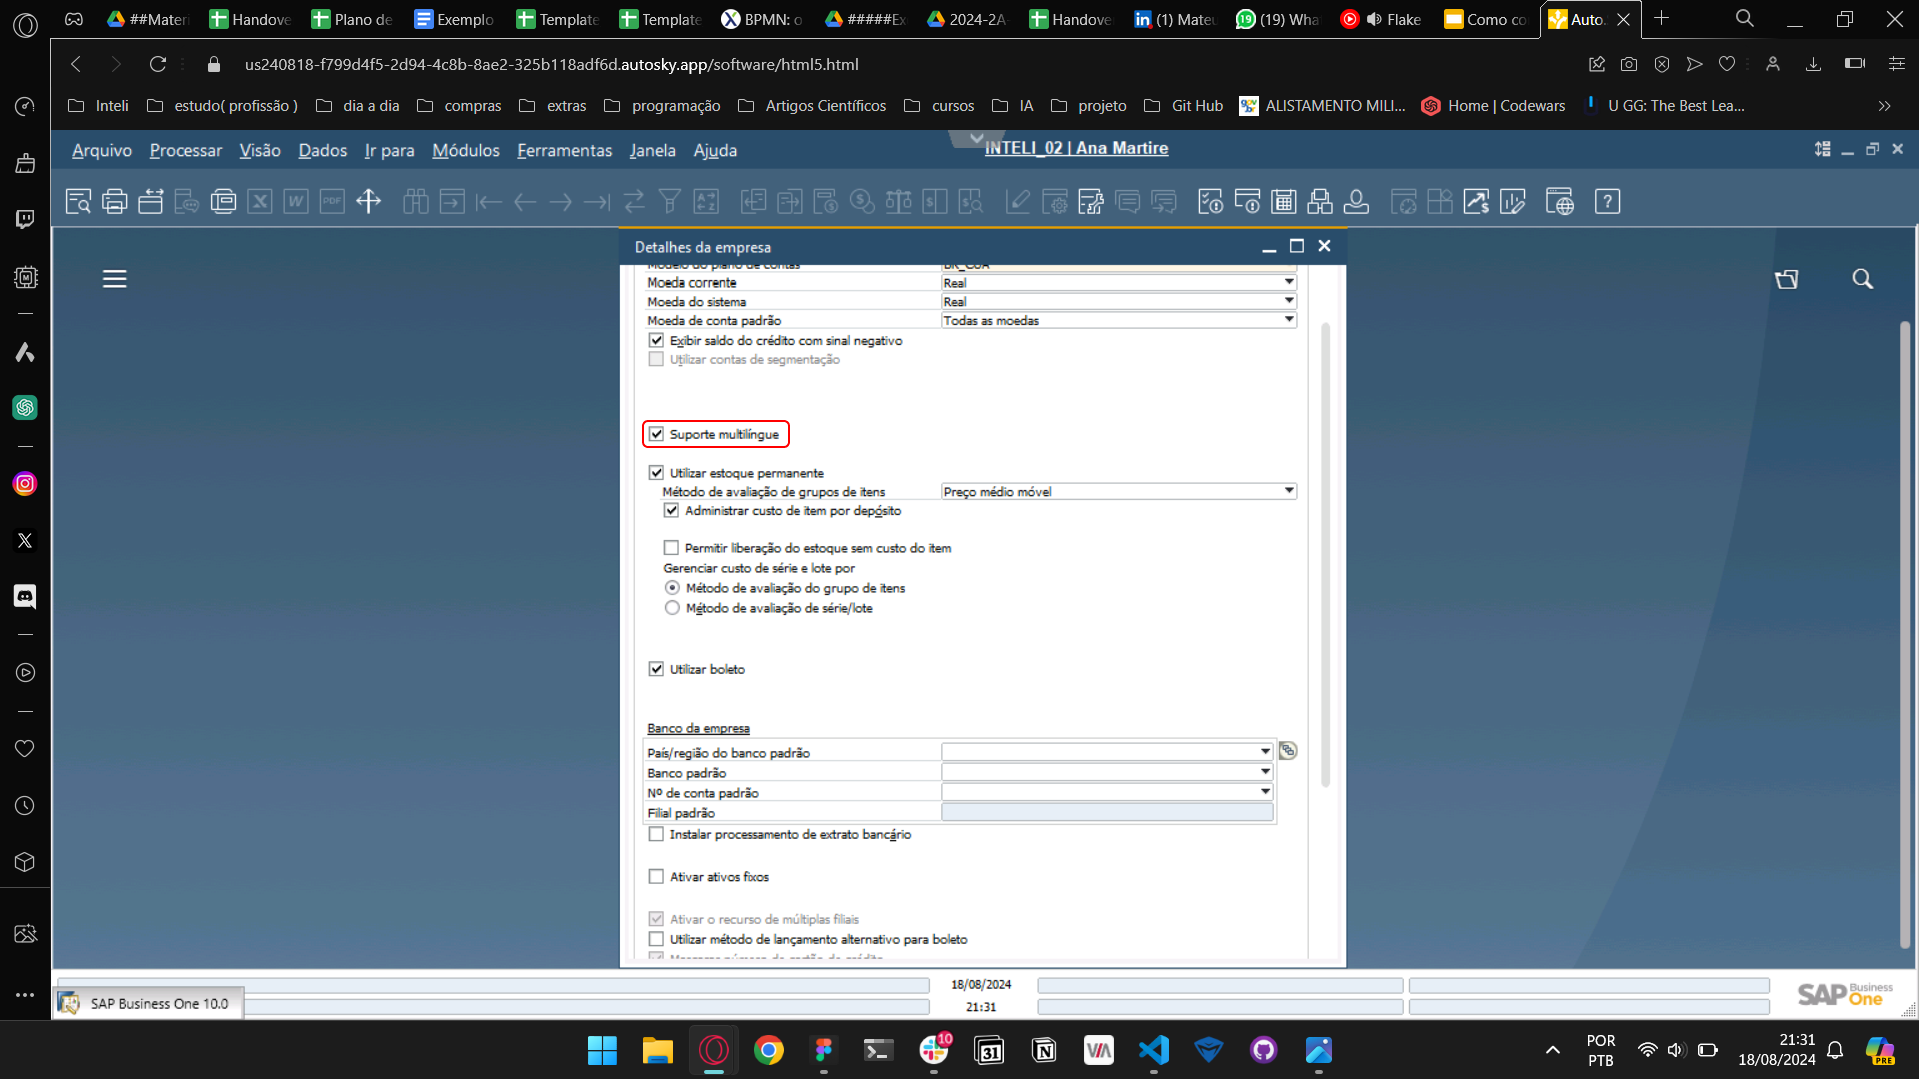 ##Materi
Handove
Plano de
Exemplo
Template
Template
BPMN: o
#####Ex
2024-2A-
Handove
(1) Mateu
(19) Wha
Flake
Como co
Auto.
us240818-f799d4f5-2d94-4c8b-8ae2-325b118adf6d.autosky.app/software/html5.html
Inteli
estudo( profissão )
dia a dia
compras
extras
programação
Artigos Científicos
cursos
IA
projeto
Git Hub
ALISTAMENTO MILI...
Home | Codewars
U GG: The Best Lea...
Arquivo Processar Visão Dados Ir para Módulos Ferramentas Janela Ajuda
INTELI_02 | Ana Martire
Detalhes da empresa
Modelo do plano de contas BR_CoA
Moeda corrente Real
Moeda do sistema Real
Moeda de conta padrão Todas as moedas
Exibir saldo do crédito com sinal negativo
Utilizar contas de segmentação
Suporte multilíngue
Utilizar estoque permanente
Método de avaliação de grupos de itens Preço médio móvel
Administrar custo de item por depósito
Permitir liberação do estoque sem custo do item
Gerenciar custo de série e lote por
Método de avaliação do grupo de itens
Método de avaliação de série/lote
Utilizar boleto
Banco da empresa
País/região do banco padrão
Banco padrão
Nº de conta padrão
Filial padrão
Instalar processamento de extrato bancário
Ativar ativos fixos
Ativar o recurso de múltiplas filiais
Utilizar método de lançamento alternativo para boleto
18/08/2024
21:31
SAP Business One 10.0
SAP Business One
10
31
POR
PTB
21:31
18/08/2024
PRE